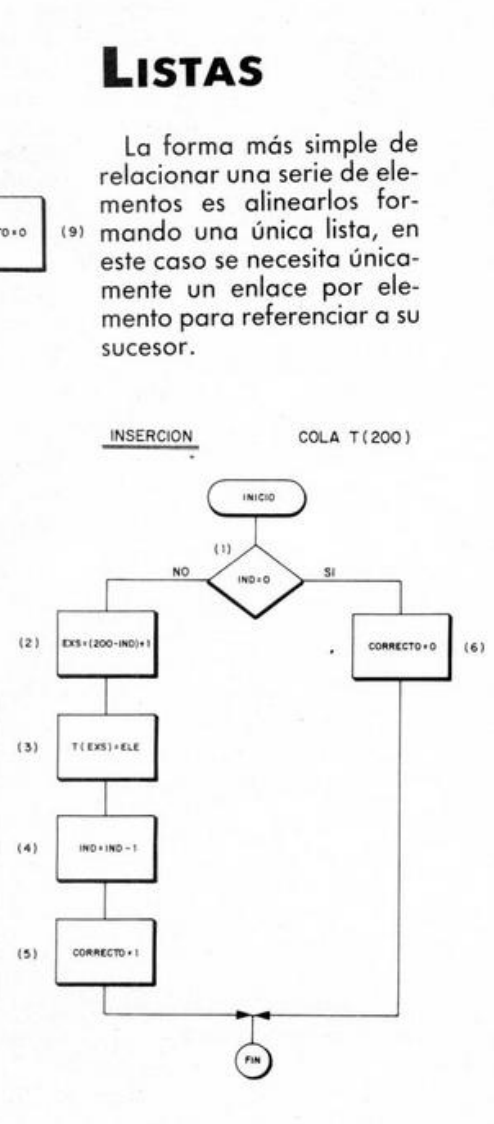 LISTAS
La forma más simple de
relacionar una serie de ele-
mentos es alinearlos for-
mando una única lista, en
este caso se necesita única-
mente un enlace por ele-
mento para referenciar a su
sucesor.
(9)
INSERCION
COLA T(200)
INICIO
(1)
IND=0
NO
SI
(2)
EXS=(200-IND)+1
CORRECTO=0
(6)
(3)
T(EXS)=ELE
(4)
IND=IND-1
(5)
CORRECTO=1
FIN